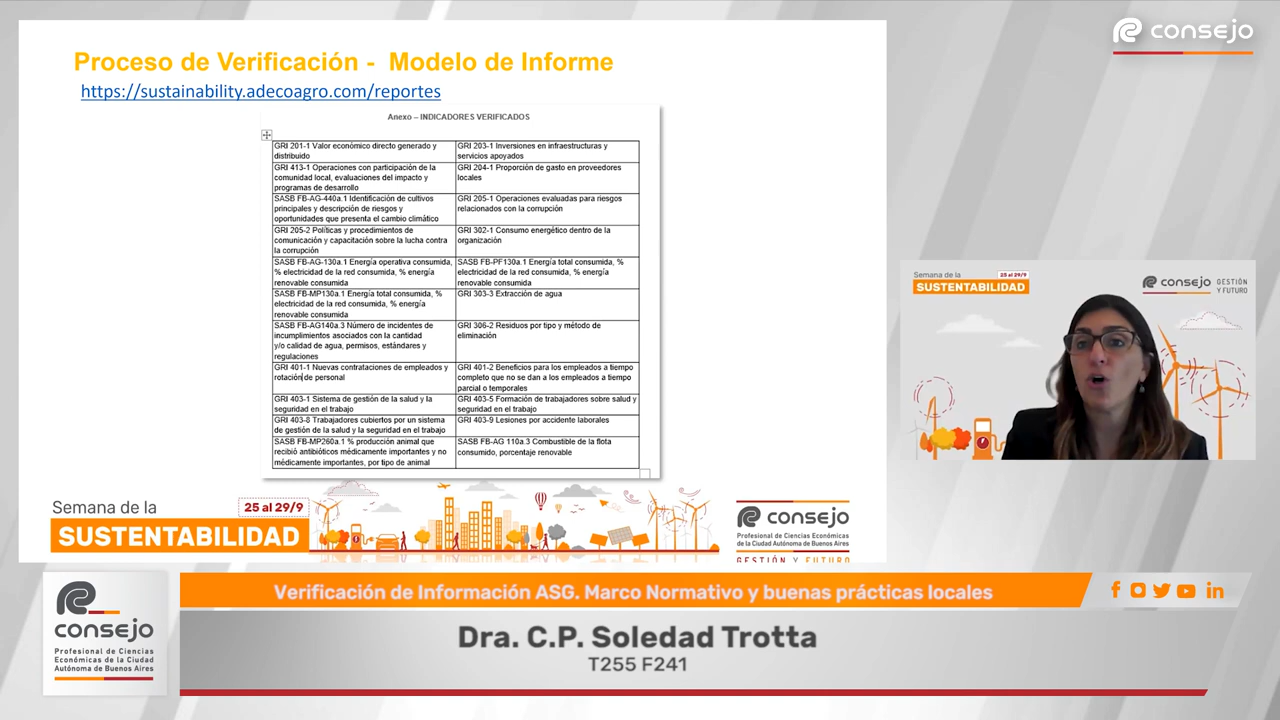 consejo
Proceso de Verificación - Modelo de Informe
https://sustainability.adecoagro.com/reportes
Anexo – INDICADORES VERIFICADOS
GRI 201-1 Valor económico directo generado y
distribuido
GRI 203-1 Inversiones en infraestructuras y
servicios apoyados
GRI 413-1 Operaciones con participación de la
comunidad local, evaluaciones del impacto y
programas de desarrollo
GRI 204-1 Proporción de gasto en proveedores
locales
SASB FB-AG-440a.1 Identificación de cultivos
principales y descripción de riesgos y
oportunidades que presenta el cambio climático
GRI 205-1 Operaciones evaluadas para riesgos
relacionados con la corrupción
GRI 205-2 Políticas y procedimientos de
comunicación y capacitación sobre la lucha contra
la corrupción
GRI 302-1 Consumo energético dentro de la
organización
SASB FB-AG-130a.1 Energía operativa consumida,
% electricidad de la red consumida, % energía
renovable consumida
SASB FB-PF130a.1 Energía total consumida, %
electricidad de la red consumida, % energía
renovable consumida
SASB FB-MP130a.1 Energía total consumida, %
electricidad de la red consumida, % energía
renovable consumida
GRI 303-3 Extracción de agua
SASB FB-AG140a.3 Número de incidentes de
incumplimientos asociados con la cantidad
y/o calidad de agua, permisos, estándares y
regulaciones
GRI 306-2 Residuos por tipo y método de
eliminación
GRI 401-1 Nuevas contrataciones de empleados y
rotación de personal
GRI 401-2 Beneficios para los empleados a tiempo
completo que no se dan a los empleados a tiempo
parcial o temporales
GRI 403-1 Sistema de gestión de la salud y la
seguridad en el trabajo
GRI 403-5 Formación de trabajadores sobre salud y
seguridad en el trabajo
GRI 403-8 Trabajadores cubiertos por un sistema
de gestión de la salud y la seguridad en el trabajo
GRI 403-9 Lesiones por accidente laborales
SASB FB-MP260a.1 % producción animal que
recibió antibióticos médicamente importantes y no
médicamente importantes, por tipo de animal
SASB FB-AG 110a.3 Combustible de la flota
consumido, porcentaje renovable
Semana de la
25 al 29/9
SUSTENTABILIDAD
consejo
Profesional de Ciencias Económicas
de la Ciudad Autónoma de Buenos Aires
GESTIÓN Y FUTURO
Semana de la
25 al 29/9
SUSTENTABILIDAD
consejo
GESTIÓN
Y FUTURO
consejo
Profesional de Ciencias
Económicas de la Ciudad
Autónoma de Buenos Aires
Verificación de Información ASG. Marco Normativo y buenas prácticas locales
Dra. C.P. Soledad Trotta
T255 F241